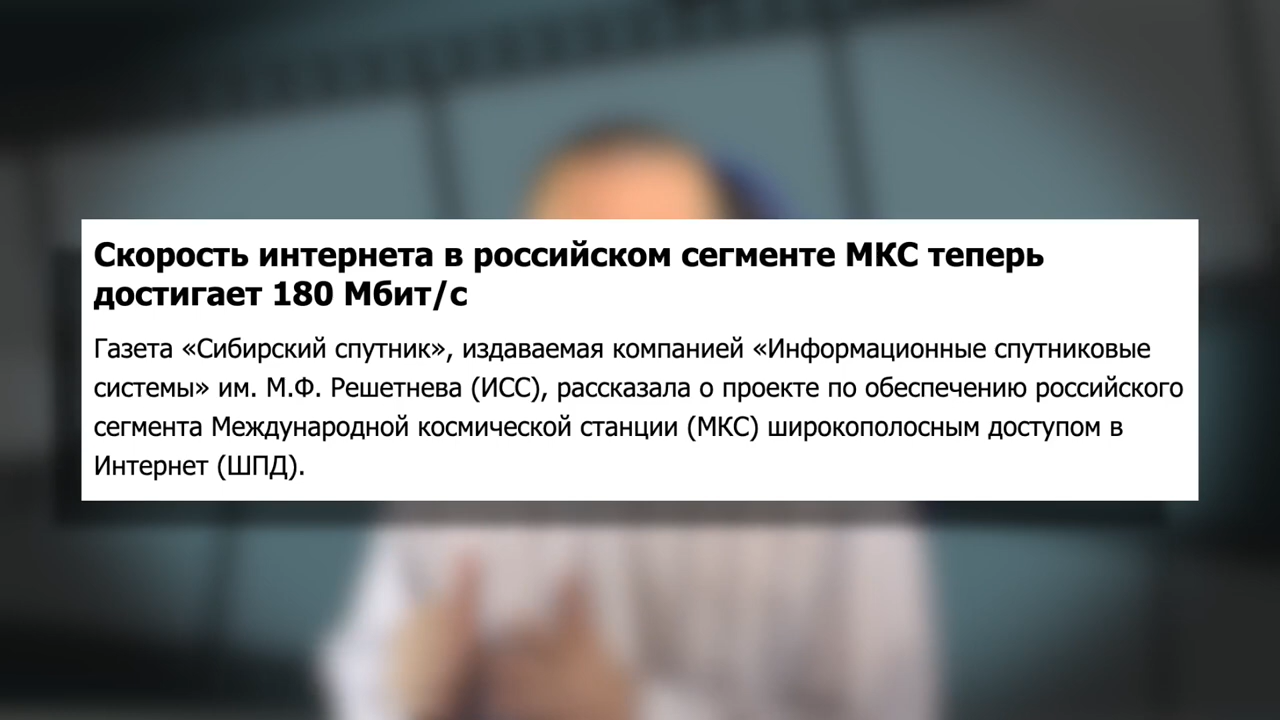 Скорость интернета в российском сегменте МКС теперь
достигает 180 Мбит/с
Газета «Сибирский спутник», издаваемая компанией «Информационные спутниковые
системы» им. М.Ф. Решетнева (ИСС), рассказала о проекте по обеспечению российского
сегмента Международной космической станции (МКС) широкополосным доступом в
Интернет (ШПД).